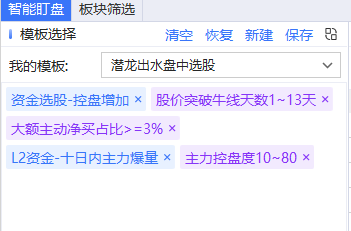 智能盯盘 板块筛选
模板选择 清空 恢复 新建 保存
我的模板: 潜龙出水盘中选股
资金选股-控盘增加 × 股价突破牛线天数1~13天 ×
大额主动净买占比>=3% ×
L2资金-十日内主力爆量 × 主力控盘度10~80 ×